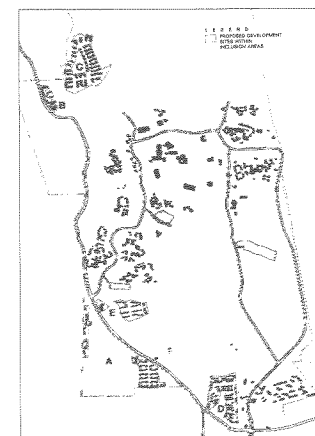 LEGEND
PROPOSED DEVELOPMENT
SITES WITHIN
INCLUSION AREAS
C
B
E
A
D